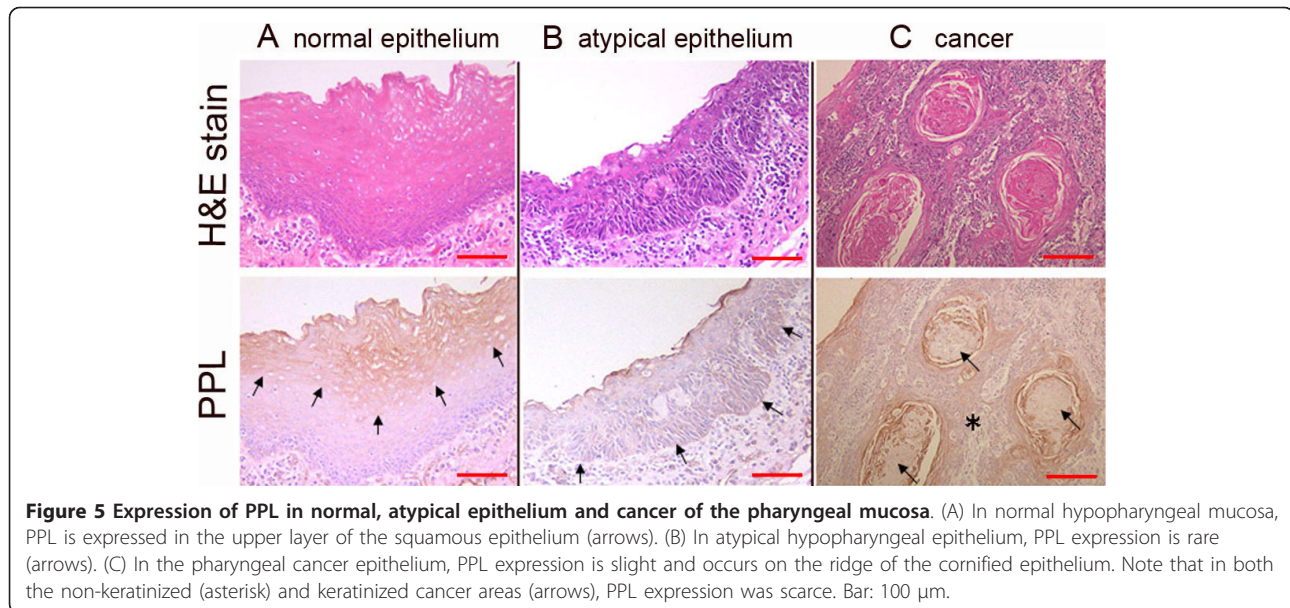 A normal epithelium
B atypical epithelium
C cancer
H&E stain
PPL
*
Figure 5 Expression of PPL in normal, atypical epithelium and cancer of the pharyngeal mucosa. (A) In normal hypopharyngeal mucosa,
PPL is expressed in the upper layer of the squamous epithelium (arrows). (B) In atypical hypopharyngeal epithelium, PPL expression is rare
(arrows). (C) In the pharyngeal cancer epithelium, PPL expression is slight and occurs on the ridge of the cornified epithelium. Note that in both
the non-keratinized (asterisk) and keratinized cancer areas (arrows), PPL expression was scarce. Bar: 100 μm.